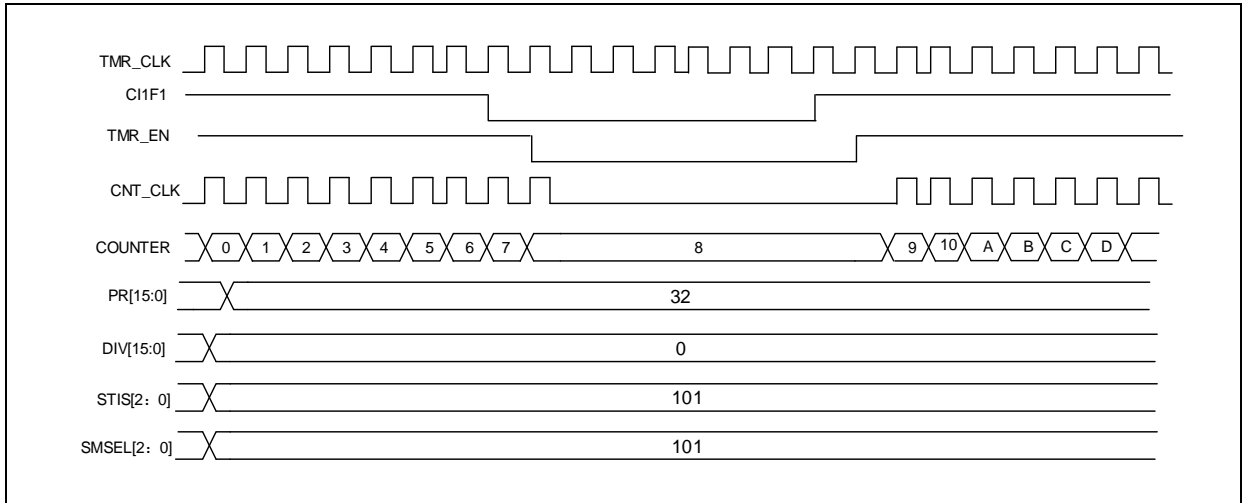 TMR_CLK
CI1F1
TMR_EN
CNT_CLK
COUNTER 0 1 2 3 4 5 6 7 8 9 10 A B C D
PR[15:0] 32
DIV[15:0] 0
STIS[2：0] 101
SMSEL[2：0] 101